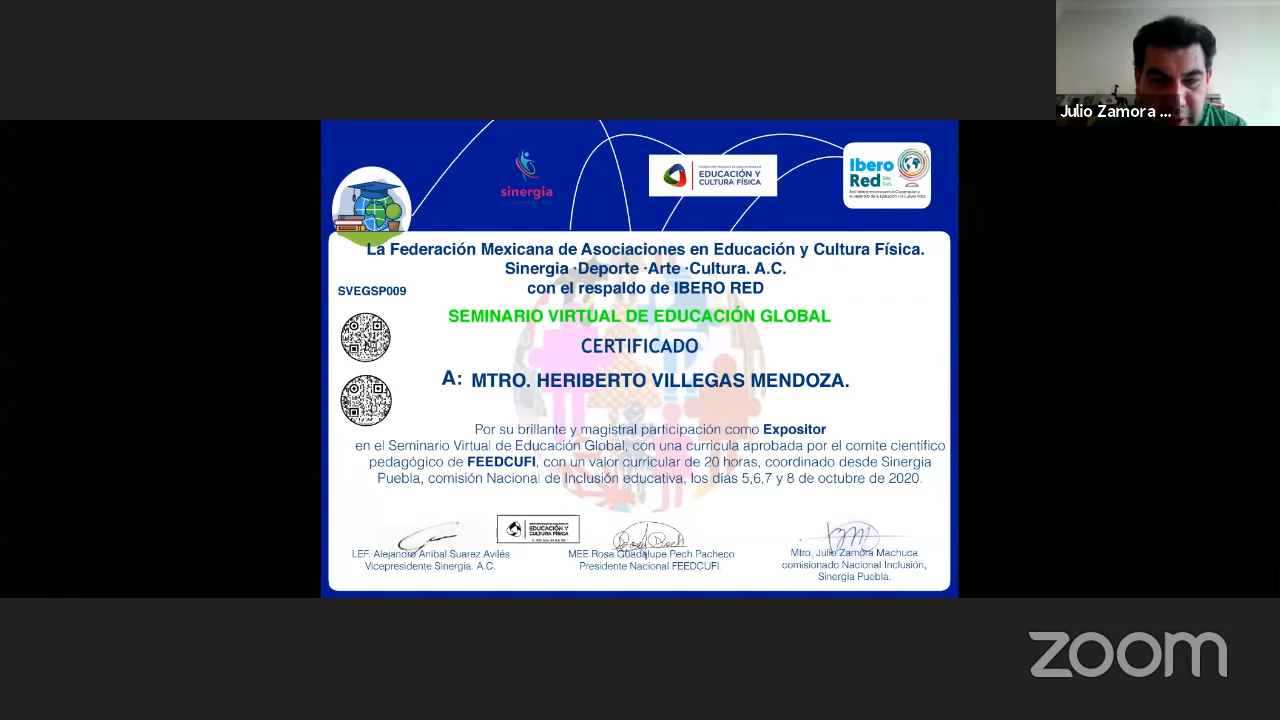 Julio Zamora ...
sinergia
EDUCACIÓN Y
CULTURA FÍSICA
Ibero
Red
La Federación Mexicana de Asociaciones en Educación y Cultura Física.
Sinergia ·Deporte ·Arte ·Cultura. A.C.
con el respaldo de IBERO RED
SVEGSP009
SEMINARIO VIRTUAL DE EDUCACIÓN GLOBAL
CERTIFICADO
A: MTRO. HERIBERTO VILLEGAS MENDOZA.
Por su brillante y magistral participación como Expositor
en el Seminario Virtual de Educación Global, con una currícula aprobada por el comite científico
pedagógico de FEEDCUFI, con un valor curricular de 20 horas, coordinado desde Sinergia
Puebla, comisión Nacional de Inclusión educativa, los días 5,6,7 y 8 de octubre de 2020.
EDUCACIÓN Y
CULTURA FÍSICA
LEF. Alejandro Anibal Suarez Avilés
Vicepresidente Sinergia. A.C.
MEE.Rosa Guadalupe Pech Pacheco
Presidente Nacional FEEDCUFI.
Mtro. Julio Zamora Machuca
comisionado Nacional Inclusión,
Sinergia Puebla.
zoom